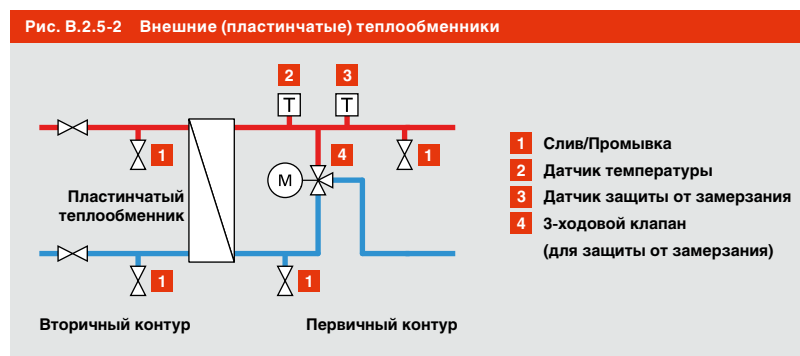 Рис. В.2.5-2 Внешние (пластинчатые) теплообменники
2
3
T
T
1
4
1
M
Пластинчатый
теплообменник
1
1
Вторичный контур
Первичный контур
1 Слив/Промывка
2 Датчик температуры
3 Датчик защиты от замерзания
4 3-ходовой клапан
(для защиты от замерзания)